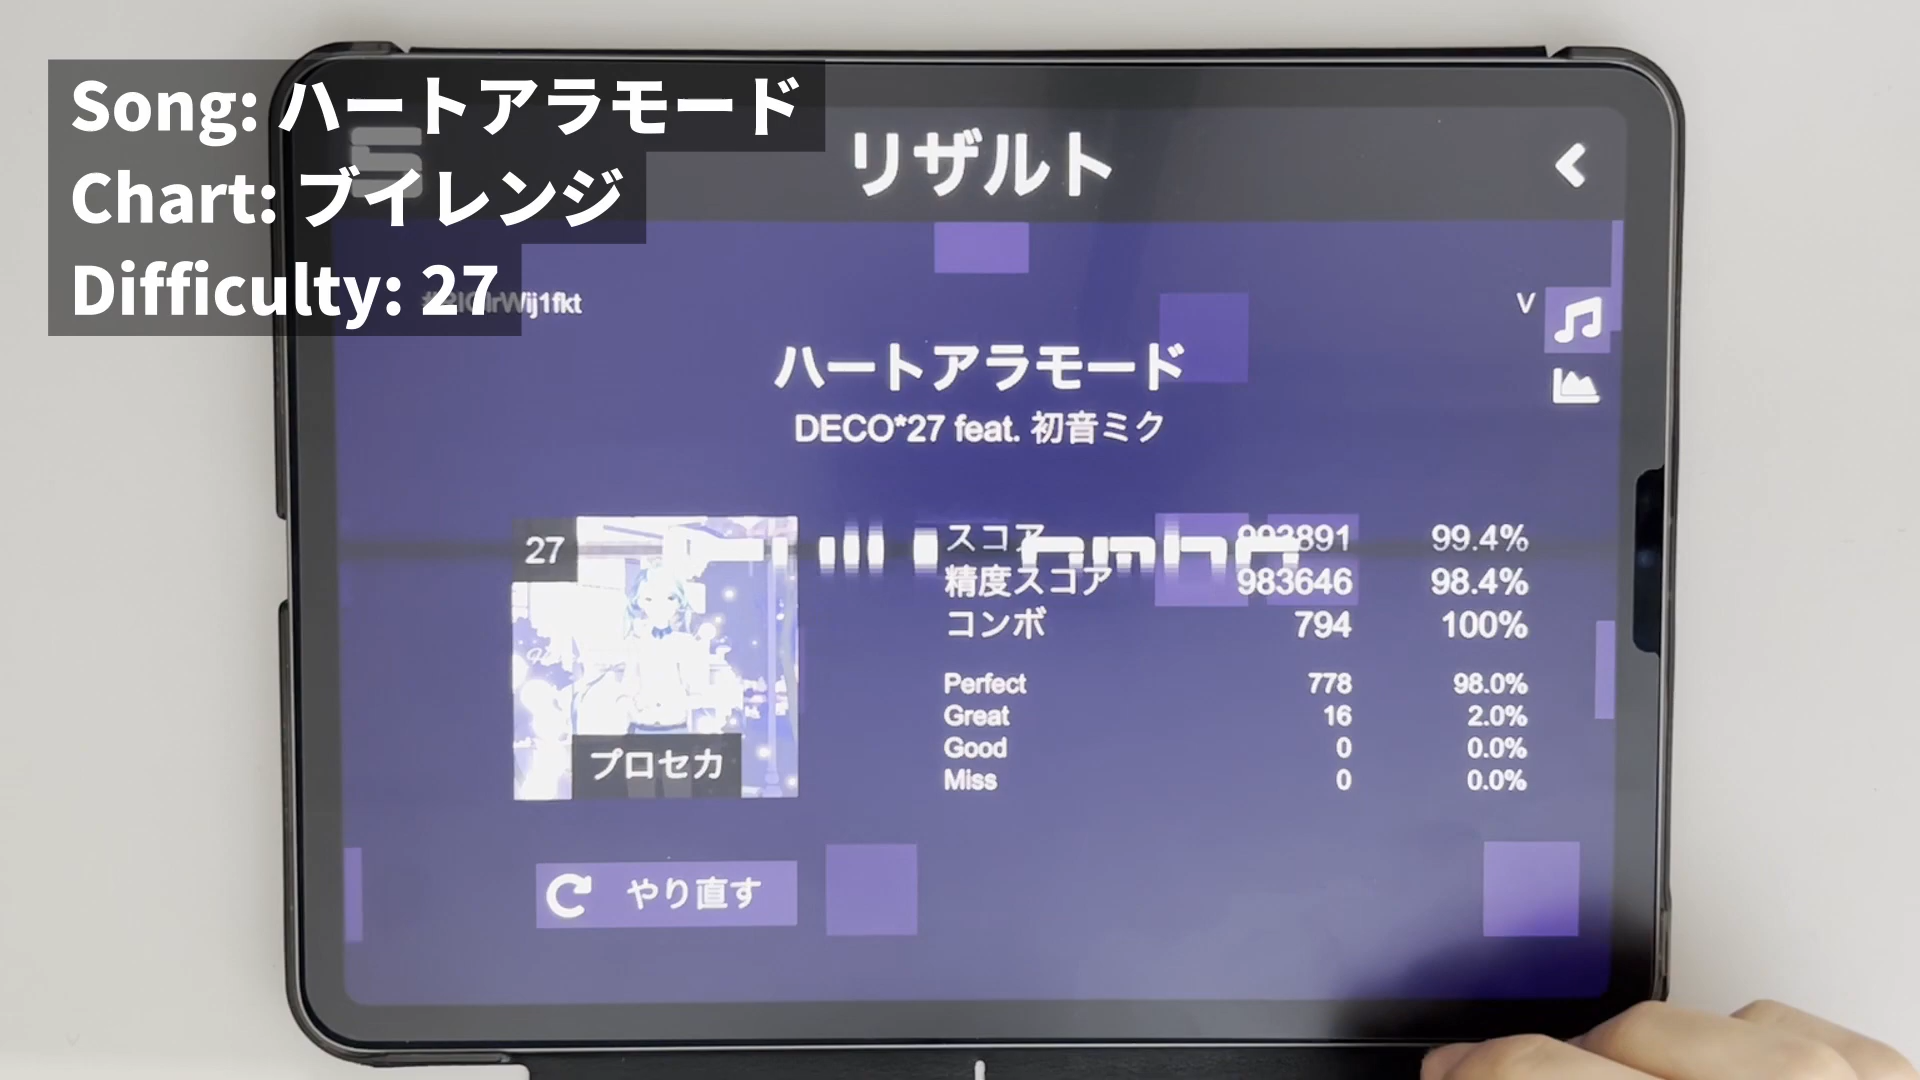 Song: ハートアラモード
Chart: ブイレンジ
Difficulty: 27
リザルト
V
ハートアラモード
DECO*27 feat. 初音ミク
27
プロセカ
スコア 993891 99.4%
精度スコア 983646 98.4%
コンボ 794 100%
Perfect 778 98.0%
Great 16 2.0%
Good 0 0.0%
Miss 0 0.0%
やり直す